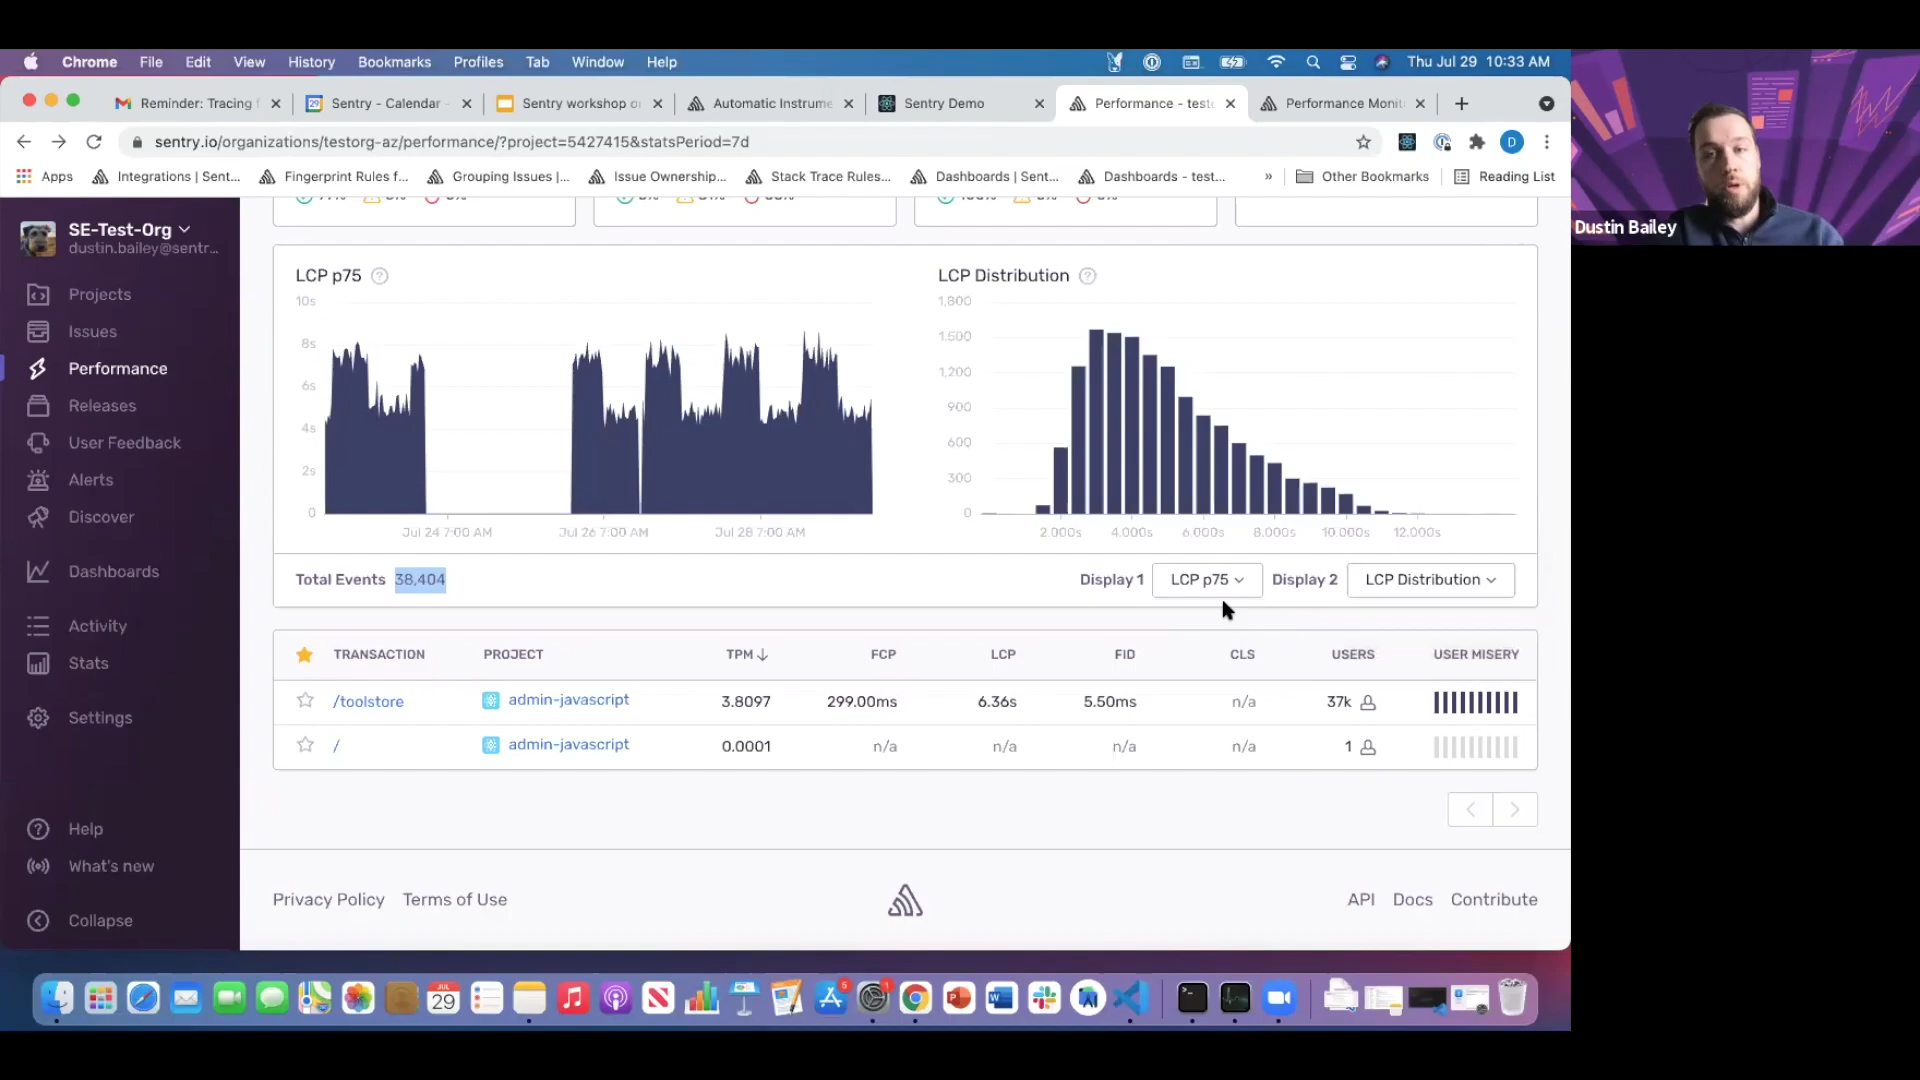 Chrome File Edit View History Bookmarks Profiles Tab Window Help Thu Jul 29 10:33 AM
Reminder: Tracing Sentry - Calendar Sentry workshop Automatic Instrume Sentry Demo Performance - test Performance Monit
sentry.io/organizations/testorg-az/performance/?project=5427415&statsPeriod=7d D
Apps Integrations | Sent... Fingerprint Rules f... Grouping Issues |... Issue Ownership... Stack Trace Rules... Dashboards | Sent... Dashboards - test... » Other Bookmarks Reading List
Dustin Bailey
SE-Test-Org
dustin.bailey@sentr...
Projects
Issues
Performance
Releases
User Feedback
Alerts
Discover
Dashboards
Activity
Stats
Settings
Help
What's new
Collapse
LCP p75
10s
8s
6s
4s
2s
0
Jul 24 7:00 AM Jul 26 7:00 AM Jul 28 7:00 AM
LCP Distribution
1,800
1,500
1,200
900
600
300
0
2.000s 4.000s 6.000s 8.000s 10.000s 12.000s
Total Events 38,404 Display 1 LCP p75 Display 2 LCP Distribution
TRANSACTION PROJECT TPM FCP LCP FID CLS USERS USER MISERY
/toolstore admin-javascript 3.8097 299.00ms 6.36s 5.50ms n/a 37k
/ admin-javascript 0.0001 n/a n/a n/a n/a 1
Privacy Policy Terms of Use API Docs Contribute
JUL
29
5
1